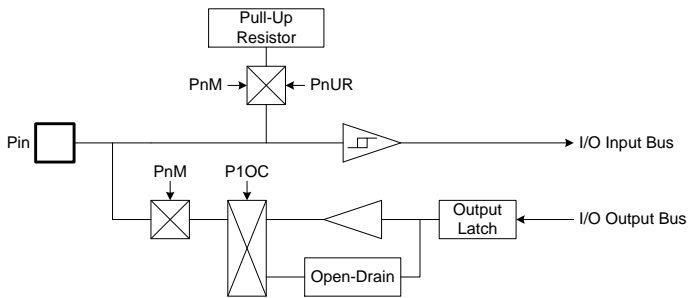 Pull-Up
Resistor
PnM
PnUR
Pin
I/O Input Bus
PnM
P1OC
Output
Latch
I/O Output Bus
Open-Drain